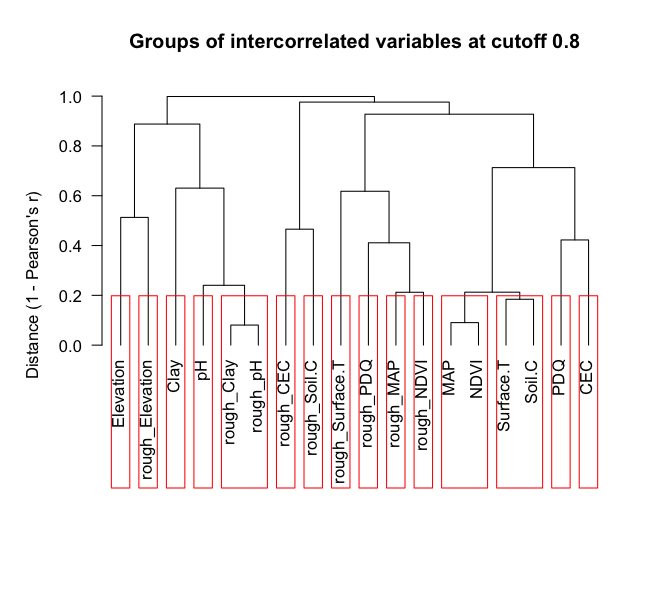 Groups of intercorrelated variables at cutoff 0.8
Distance (1 - Pearson's r)
1.0
0.8
0.6
0.4
0.2
0.0
Elevation
rough_Elevation
Clay
pH
rough_Clay
rough_pH
rough_CEC
rough_Soil.C
rough_Surface.T
rough_PDQ
rough_MAP
rough_NDVI
MAP
NDVI
Surface.T
Soil.C
PDQ
CEC